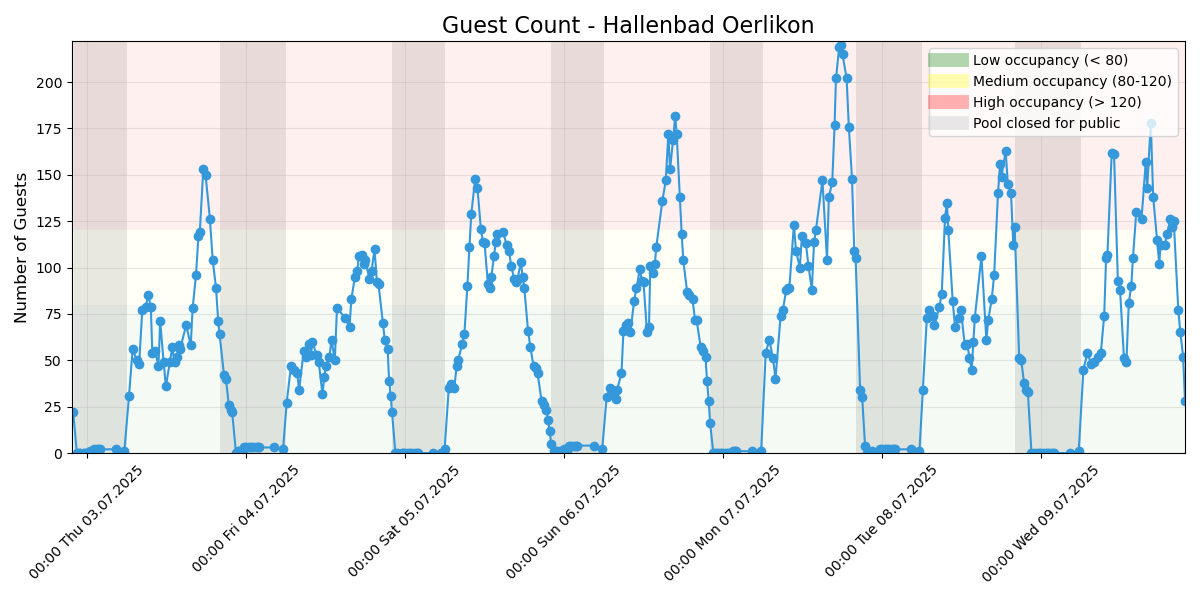 Guest Count - Hallenbad Oerlikon
Number of Guests
200
175
150
125
100
75
50
25
0
Low occupancy (< 80)
Medium occupancy (80-120)
High occupancy (> 120)
Pool closed for public
00:00 Thu 03.07.2025
00:00 Fri 04.07.2025
00:00 Sat 05.07.2025
00:00 Sun 06.07.2025
00:00 Mon 07.07.2025
00:00 Tue 08.07.2025
00:00 Wed 09.07.2025